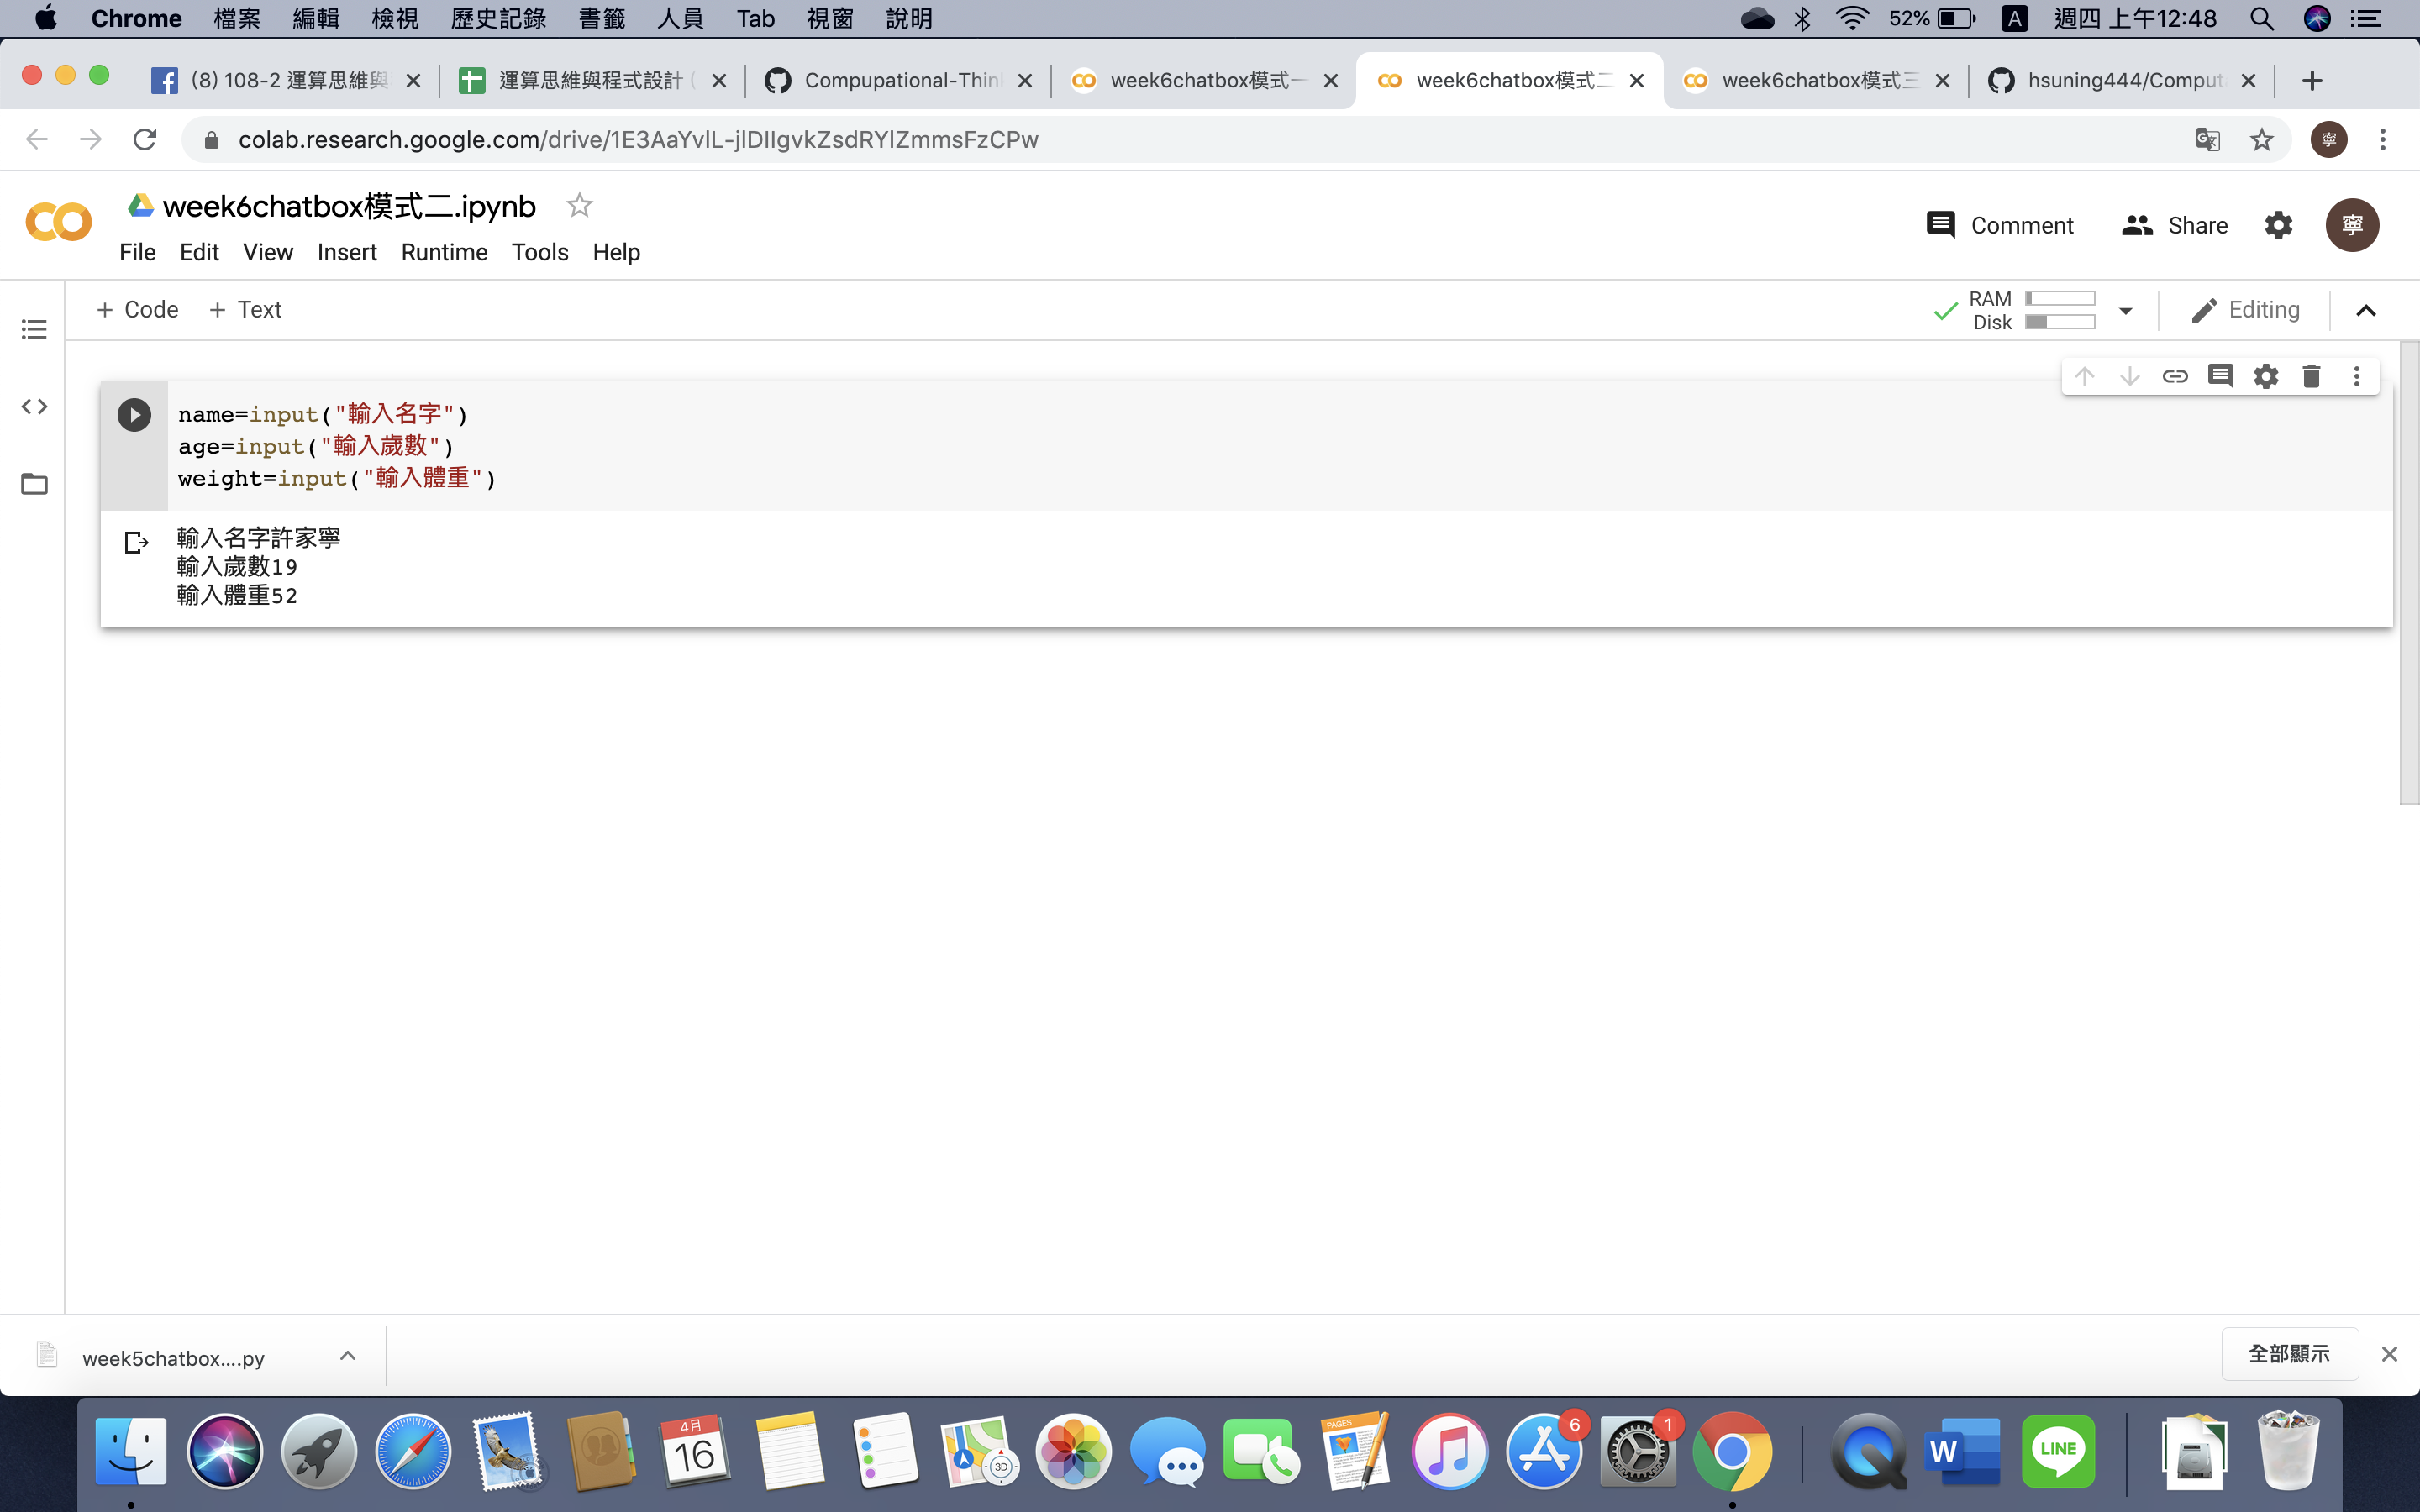 Chrome 檔案 編輯 檢視 歷史記錄 書籤 人員 Tab 視窗 說明 52% A 週四 上午12:48
(8) 108-2 運算思維與 運算思維與程式設計 ( Compupational-Thin week6chatbox模式一 week6chatbox模式二 week6chatbox模式三 hsuning444/Comput
colab.research.google.com/drive/1E3AaYvlL-jlDIIgvkZsdRYlZmmsFzCPw 寧
week6chatbox模式二.ipynb
Comment Share 寧
File Edit View Insert Runtime Tools Help
+ Code + Text
RAM
Disk
Editing
name=input("輸入名字")
age=input("輸入歲數")
weight=input("輸入體重")
輸入名字許家寧
輸入歲數19
輸入體重52
week5chatbox....py
全部顯示
4月
16
3D
PAGES
6
1
W
LINE